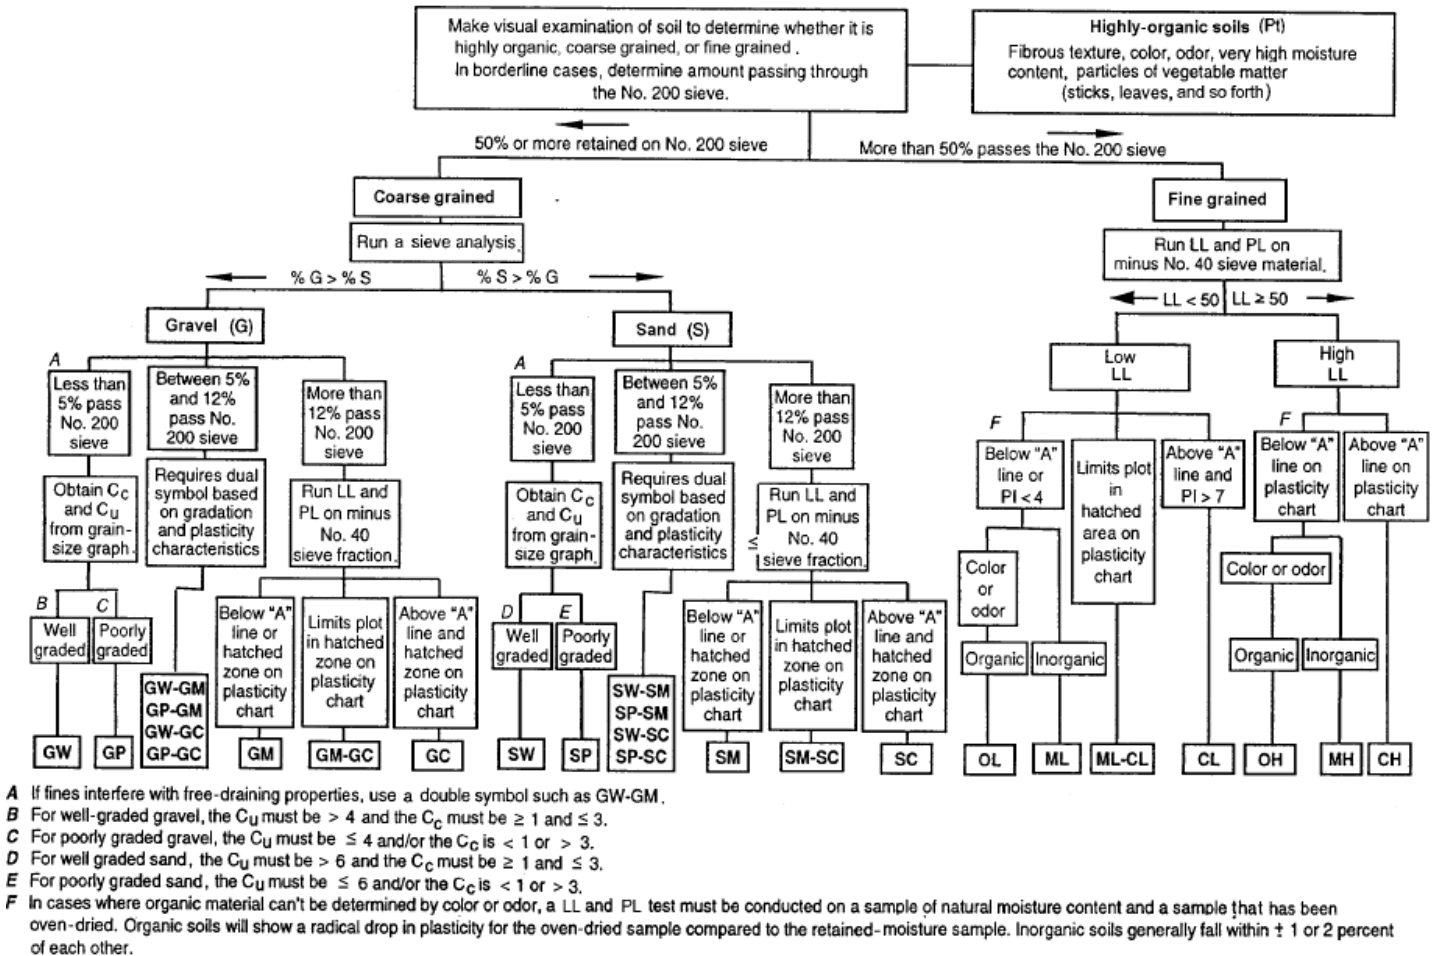 Make visual examination of soil to determine whether it is
highly organic, coarse grained, or fine grained .
In borderline cases, determine amount passing through
the No. 200 sieve.
Highly-organic soils (Pt)
Fibrous texture, color, odor, very high moisture
content, particles of vegetable matter
(sticks, leaves, and so forth)
50% or more retained on No. 200 sieve
More than 50% passes the No. 200 sieve
Coarse grained
Run a sieve analysis.
% G > % S
% S > % G
Fine grained
Run LL and PL on
minus No. 40 sieve material.
LL < 50
LL ≥ 50
Gravel (G)
A
Less than
5% pass
No. 200
sieve
Between 5%
and 12%
pass No.
200 sieve
More than
12% pass
No. 200
sieve
Obtain Cc
and Cu
from grain-
size graph.
Requires dual
symbol based
on gradation
and plasticity
characteristics
Run LL and
PL on minus
No. 40
sieve fraction.
B
Well
graded
C
Poorly
graded
Below "A"
line or
hatched
zone on
plasticity
chart
Limits plot
in hatched
zone on
plasticity
chart
Above "A"
line and
hatched
zone on
plasticity
chart
GW
GP
GW-GM
GP-GM
GW-GC
GP-GC
GM
GM-GC
GC
Sand (S)
A
Less than
5% pass
No. 200
sieve
Between 5%
and 12%
pass No.
200 sieve
More than
12% pass
No. 200
sieve
Obtain Cc
and Cu
from grain-
size graph.
Requires dual
symbol based
on gradation
and plasticity
characteristics
≤
Run LL and
PL on minus
No. 40
sieve fraction.
D
Well
graded
E
Poorly
graded
Below "A"
line or
hatched
zone on
plasticity
chart
Limits plot
in hatched
zone on
plasticity
chart
Above "A"
line and
hatched
zone on
plasticity
chart
SW
SP
SW-SM
SP-SM
SW-SC
SP-SC
SM
SM-SC
SC
Low
LL
High
LL
F
Below "A"
line or
PI < 4
Limits plot
in
hatched
area on
plasticity
chart
Above "A"
line and
PI > 7
F
Below "A"
line on
plasticity
chart
Above "A"
line on
plasticity
chart
Color
or
odor
Organic
Inorganic
Color or odor
Organic
Inorganic
OL
ML
ML-CL
CL
OH
MH
CH
A If fines interfere with free-draining properties, use a double symbol such as GW-GM.
B For well-graded gravel, the Cu must be > 4 and the Cc must be ≥ 1 and ≤ 3.
C For poorly graded gravel, the Cu must be ≤ 4 and/or the Cc is < 1 or > 3.
D For well graded sand, the Cu must be > 6 and the Cc must be ≥ 1 and ≤ 3.
E For poorly graded sand, the Cu must be ≤ 6 and/or the Cc is < 1 or > 3.
F In cases where organic material can't be determined by color or odor, a LL and PL test must be conducted on a sample of natural moisture content and a sample that has been
oven-dried. Organic soils will show a radical drop in plasticity for the oven-dried sample compared to the retained-moisture sample. Inorganic soils generally fall within ± 1 or 2 percent
of each other.